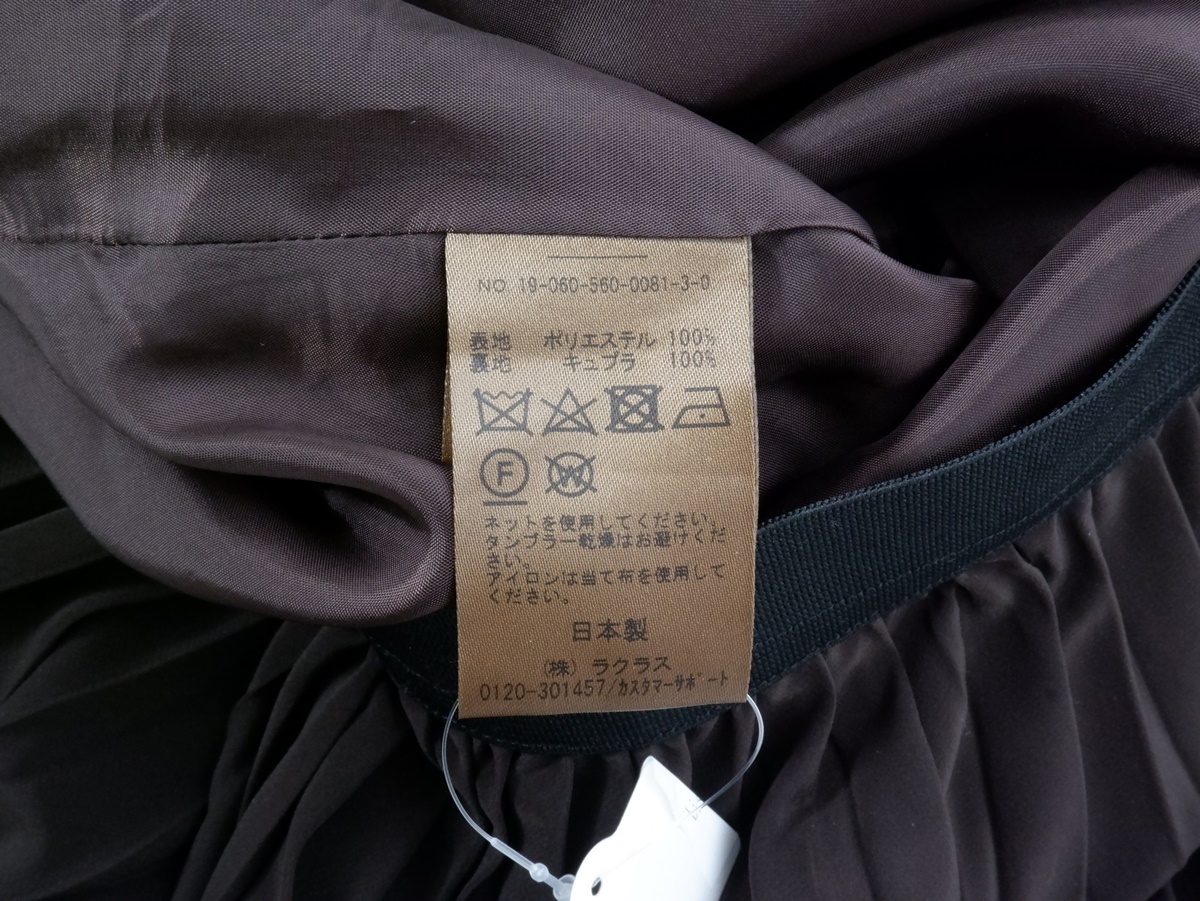 NO 19-060-560-0081-3-0
表地 ポリエステル 100%
裏地 キュプラ 100%
F W
ネットを使用してください。
タンブラー乾燥はお避けくだ
さい。
アイロンは当て布を使用して
ください。
日本製
(株) ラクラス
0120-301457/カスタマーサポート